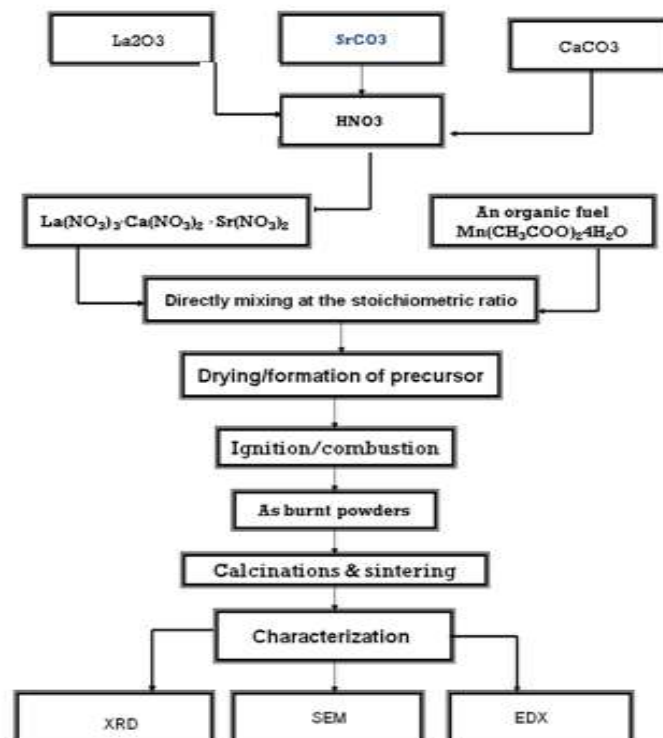 La2O3
SrCO3
CaCO3
HNO3
La(NO₃)₃·Ca(NO₃)₂ · Sr(NO₃)₂
An organic fuel
Mn(CH₃COO)₂4H₂O
Directly mixing at the stoichiometric ratio
Drying/formation of precursor
Ignition/combustion
As burnt powders
Calcinations & sintering
Characterization
XRD
SEM
EDX